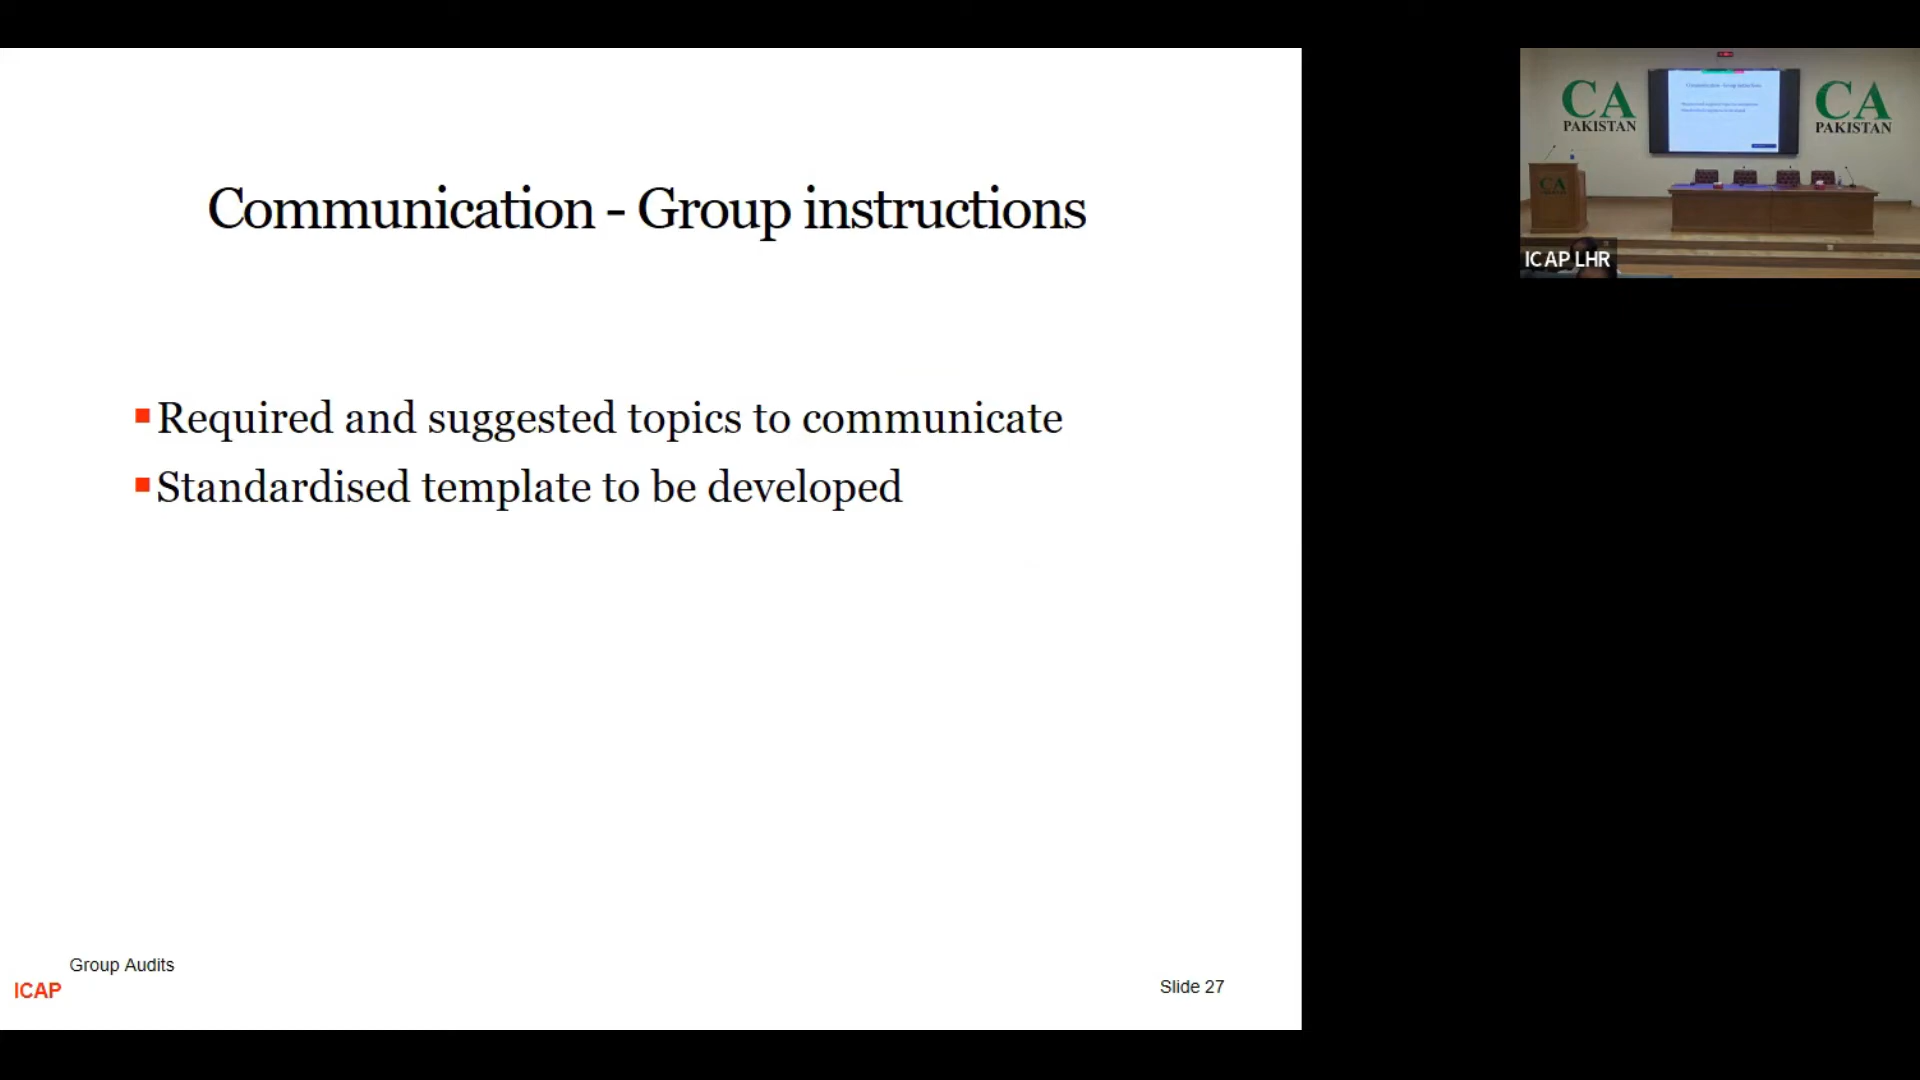 Communication - Group instructions
Required and suggested topics to communicate
Standardised template to be developed
Group Audits
ICAP
Slide 27
CA
PAKISTAN
CA
PAKISTAN
CA
ICAP LHR